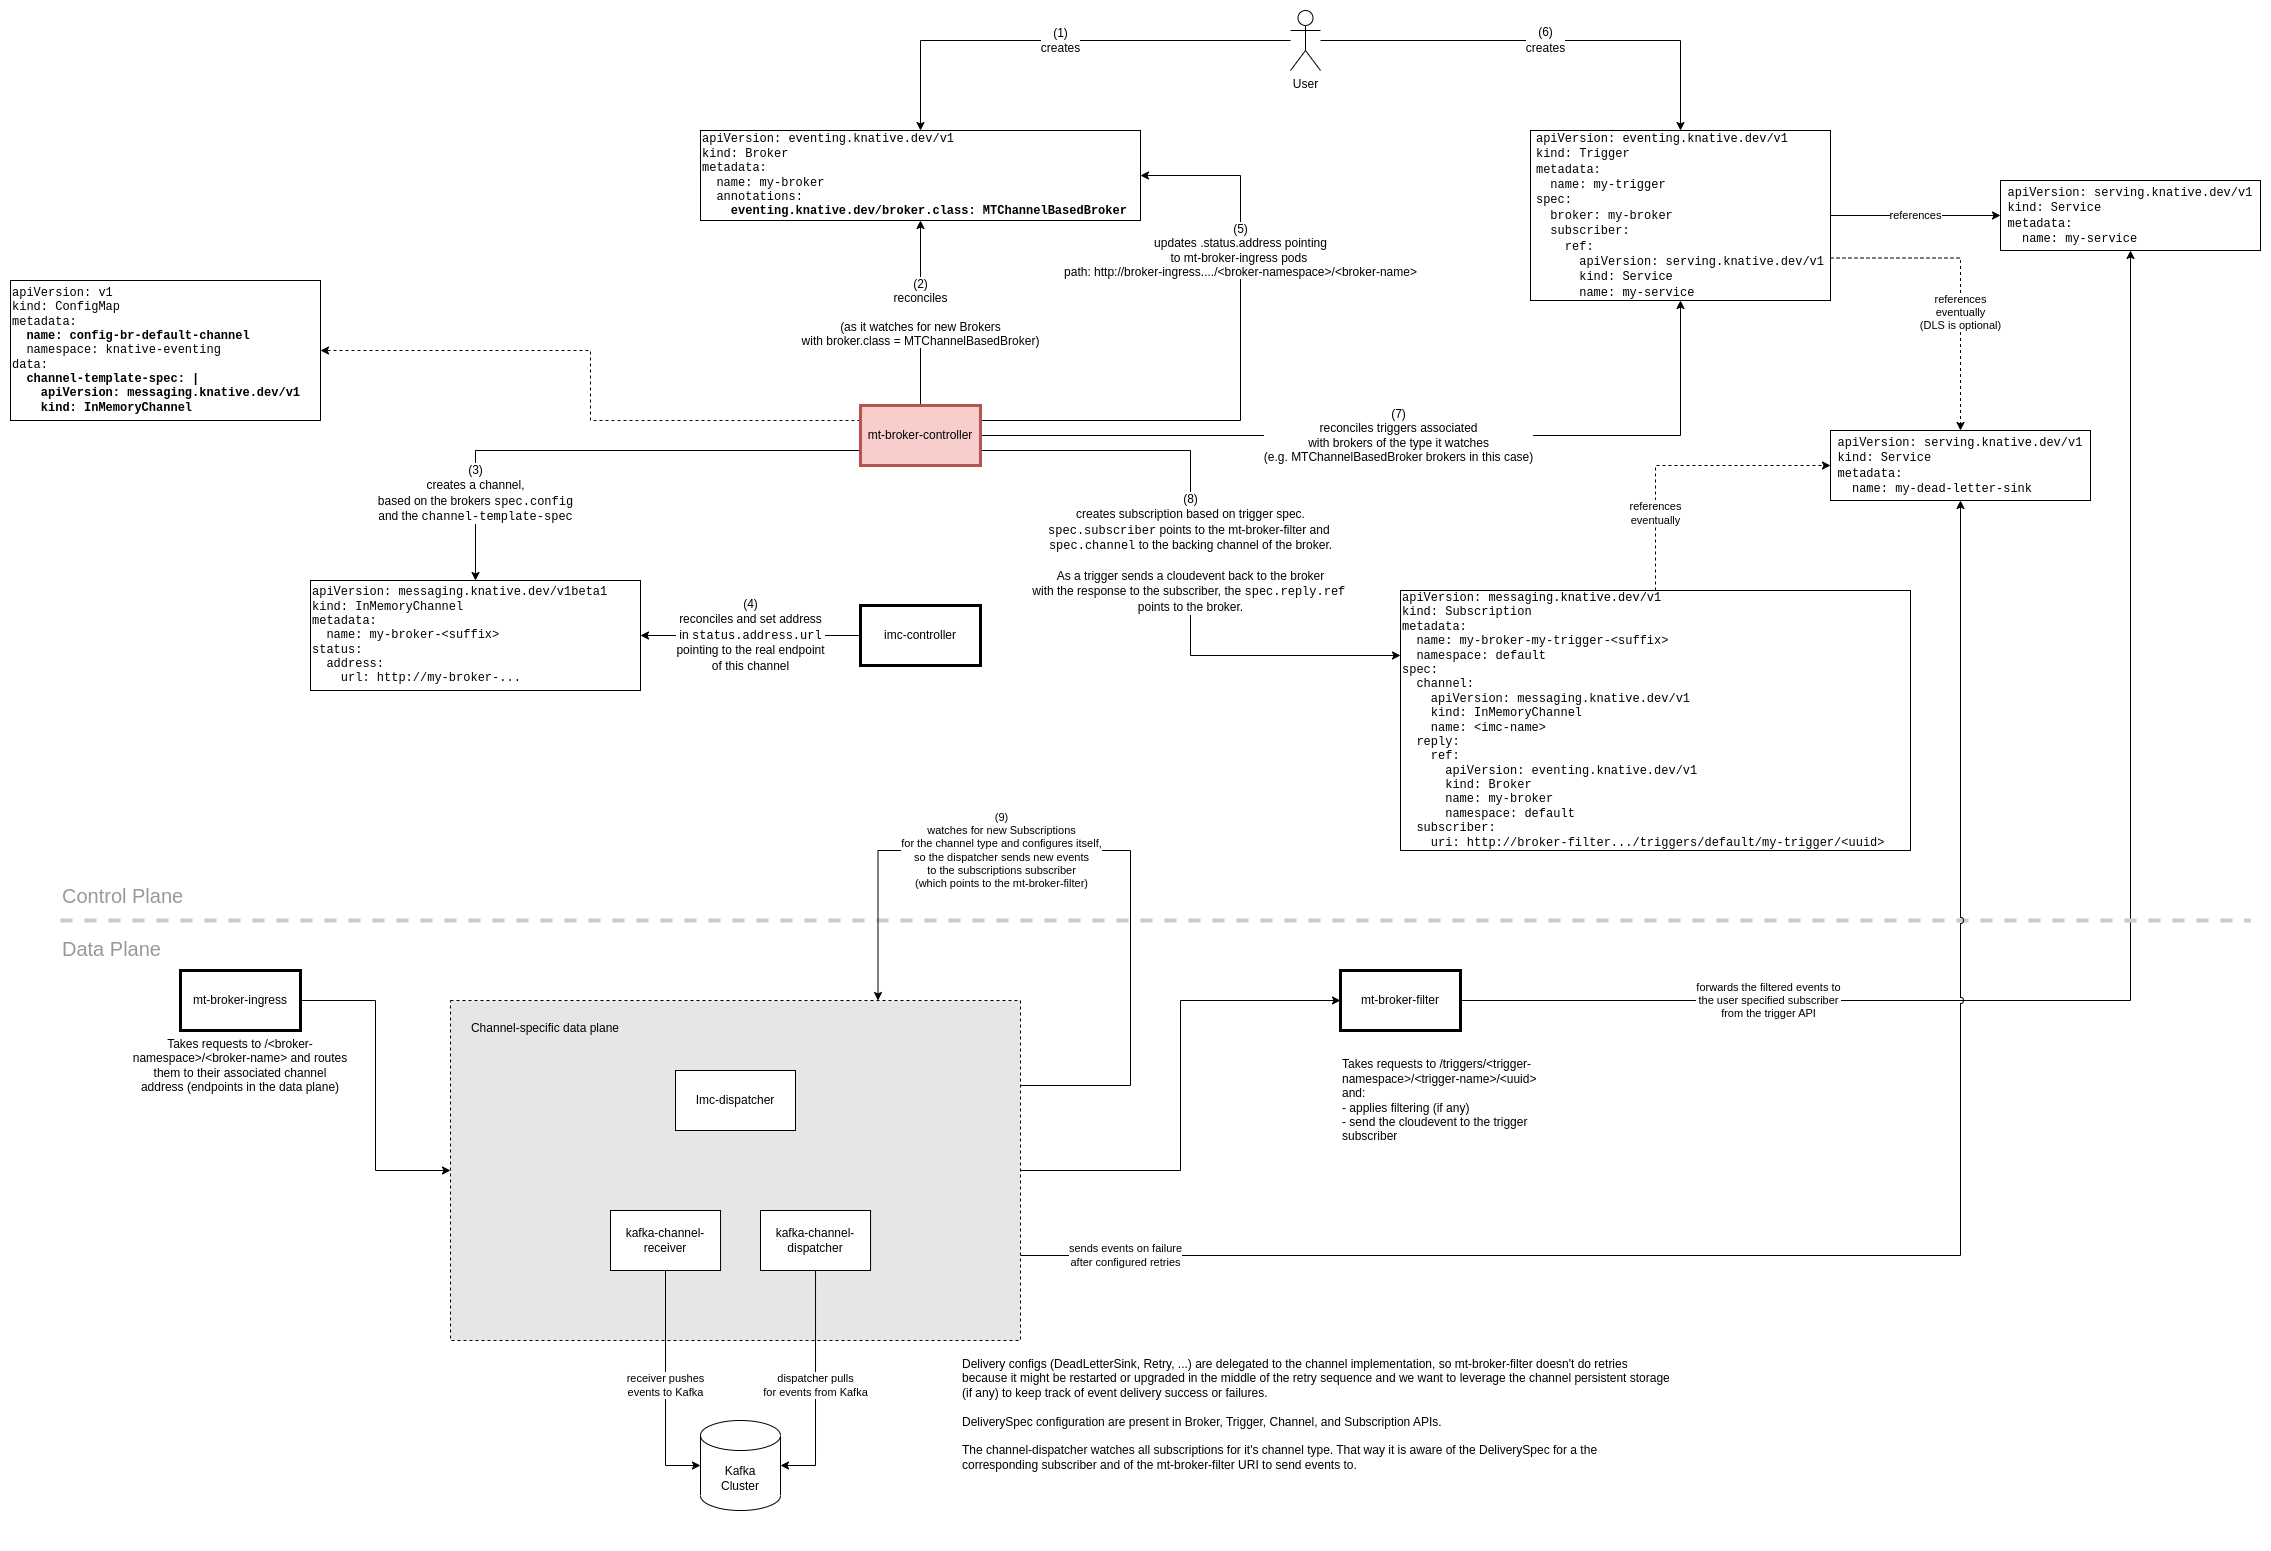 (1)
creates
(6)
creates
User
apiVersion: eventing.knative.dev/v1
kind: Broker
metadata:
  name: my-broker
  annotations:
    eventing.knative.dev/broker.class: MTChannelBasedBroker
apiVersion: eventing.knative.dev/v1
kind: Trigger
metadata:
  name: my-trigger
spec:
  broker: my-broker
  subscriber:
    ref:
      apiVersion: serving.knative.dev/v1
      kind: Service
      name: my-service
references
apiVersion: serving.knative.dev/v1
kind: Service
metadata:
  name: my-service
(5)
updates .status.address pointing
to mt-broker-ingress pods
path: http://broker-ingress..../<broker-namespace>/<broker-name>
(2)
reconciles
(as it watches for new Brokers
with broker.class = MTChannelBasedBroker)
apiVersion: v1
kind: ConfigMap
metadata:
  name: config-br-default-channel
  namespace: knative-eventing
data:
  channel-template-spec: |
    apiVersion: messaging.knative.dev/v1
    kind: InMemoryChannel
references
eventually
(DLS is optional)
mt-broker-controller
(7)
reconciles triggers associated
with brokers of the type it watches
(e.g. MTChannelBasedBroker brokers in this case)
apiVersion: serving.knative.dev/v1
kind: Service
metadata:
  name: my-dead-letter-sink
(3)
creates a channel,
based on the brokers spec.config
and the channel-template-spec
(8)
creates subscription based on trigger spec.
spec.subscriber points to the mt-broker-filter and
spec.channel to the backing channel of the broker.
As a trigger sends a cloudevent back to the broker
with the response to the subscriber, the spec.reply.ref
points to the broker.
references
eventually
apiVersion: messaging.knative.dev/v1beta1
kind: InMemoryChannel
metadata:
  name: my-broker-<suffix>
status:
  address:
    url: http://my-broker-...
(4)
reconciles and set address
in status.address.url
pointing to the real endpoint
of this channel
imc-controller
apiVersion: messaging.knative.dev/v1
kind: Subscription
metadata:
  name: my-broker-my-trigger-<suffix>
  namespace: default
spec:
  channel:
    apiVersion: messaging.knative.dev/v1
    kind: InMemoryChannel
    name: <imc-name>
  reply:
    ref:
      apiVersion: eventing.knative.dev/v1
      kind: Broker
      name: my-broker
      namespace: default
  subscriber:
    uri: http://broker-filter.../triggers/default/my-trigger/<uuid>
(9)
watches for new Subscriptions
for the channel type and configures itself,
so the dispatcher sends new events
to the subscriptions subscriber
(which points to the mt-broker-filter)
Control Plane
Data Plane
mt-broker-ingress
Takes requests to /<broker-
namespace>/<broker-name> and routes
them to their associated channel
address (endpoints in the data plane)
Channel-specific data plane
Imc-dispatcher
kafka-channel-
receiver
kafka-channel-
dispatcher
mt-broker-filter
Takes requests to /triggers/<trigger-
namespace>/<trigger-name>/<uuid>
and:
- applies filtering (if any)
- send the cloudevent to the trigger
subscriber
forwards the filtered events to
the user specified subscriber
from the trigger API
sends events on failure
after configured retries
receiver pushes
events to Kafka
dispatcher pulls
for events from Kafka
Kafka
Cluster
Delivery configs (DeadLetterSink, Retry, ...) are delegated to the channel implementation, so mt-broker-filter doesn't do retries
because it might be restarted or upgraded in the middle of the retry sequence and we want to leverage the channel persistent storage
(if any) to keep track of event delivery success or failures.
DeliverySpec configuration are present in Broker, Trigger, Channel, and Subscription APIs.
The channel-dispatcher watches all subscriptions for it's channel type. That way it is aware of the DeliverySpec for a the
corresponding subscriber and of the mt-broker-filter URI to send events to.